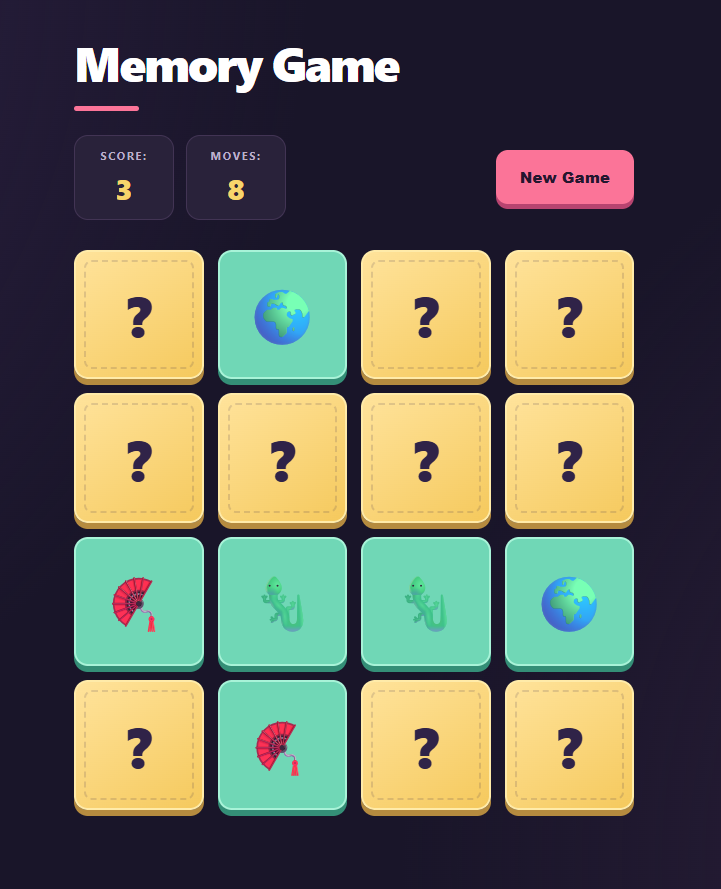 Memory Game
SCORE: MOVES:
3 8 New Game
? ? ?
? ? ? ?
? ? ?